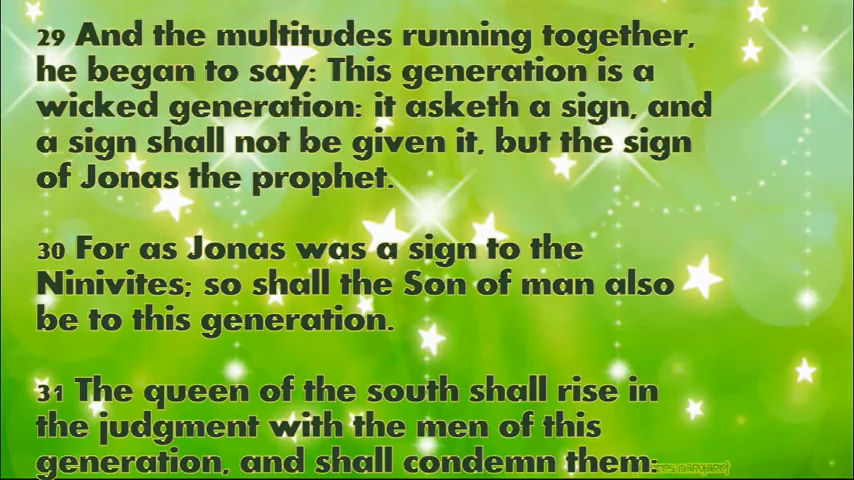 29 And the multitudes running together,
he began to say: This generation is a
wicked generation: it asketh a sign, and
a sign shall not be given it, but the sign
of Jonas the prophet.
30 For as Jonas was a sign to the
Ninivites; so shall the Son of man also
be to this generation.
31 The queen of the south shall rise in
the judgment with the men of this
generation, and shall condemn them: